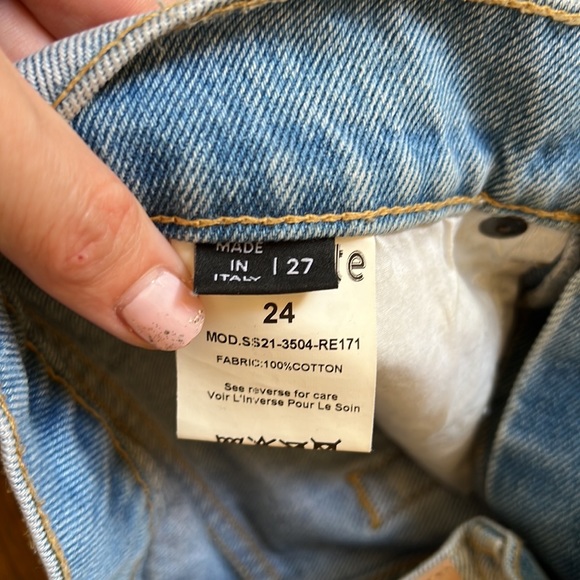 MADE
IN
ITALY
I 27
e
24
MOD.SS21-3504-RE171
FABRIC:100%COTTON
See reverse for care
Voir L'Inverse Pour Le Soin